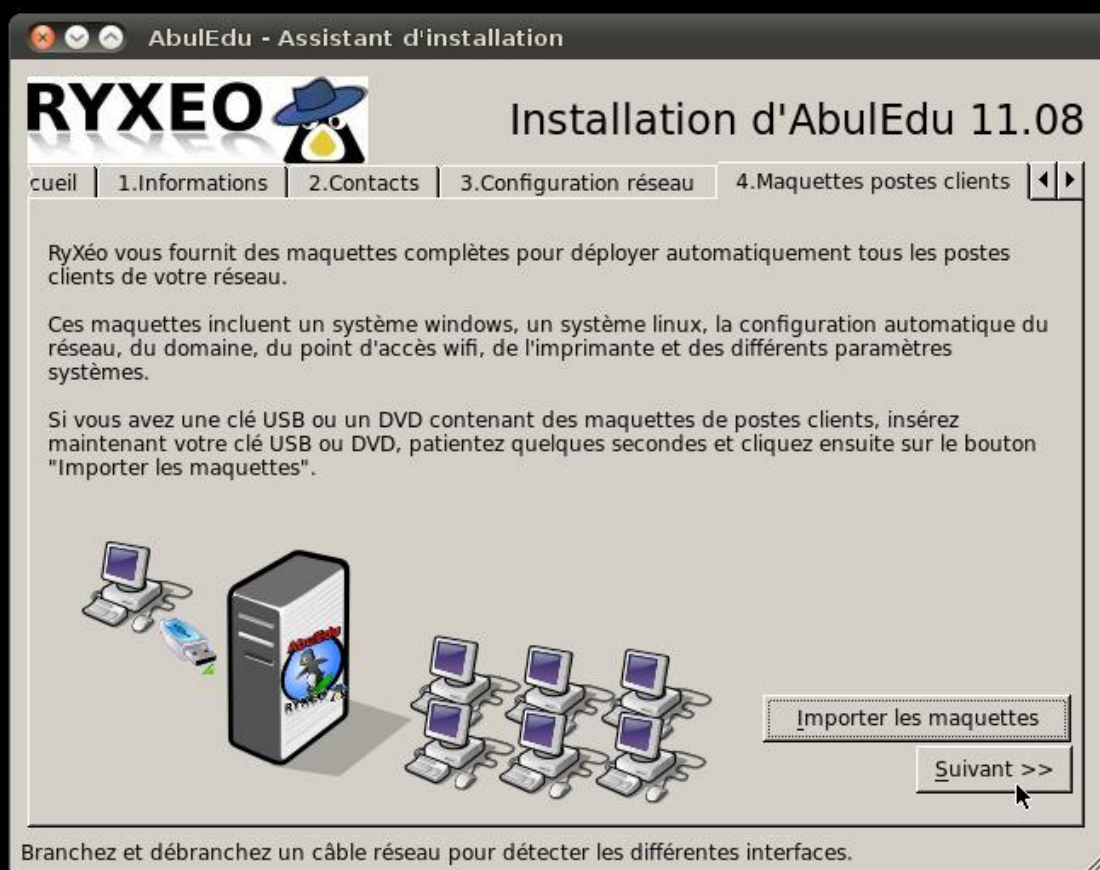 AbulEdu - Assistant d'installation
RYXEO
Installation d'AbulEdu 11.08
cueil
1.Informations
2.Contacts
3.Configuration réseau
4.Maquettes postes clients
RyXéo vous fournit des maquettes complètes pour déployer automatiquement tous les postes
clients de votre réseau.
Ces maquettes incluent un système windows, un système linux, la configuration automatique du
réseau, du domaine, du point d'accès wifi, de l'imprimante et des différents paramètres
systèmes.
Si vous avez une clé USB ou un DVD contenant des maquettes de postes clients, insérez
maintenant votre clé USB ou DVD, patientez quelques secondes et cliquez ensuite sur le bouton
"Importer les maquettes".
AbulEdu
RYXEO
Importer les maquettes
Suivant >>
Branchez et débranchez un câble réseau pour détecter les différentes interfaces.